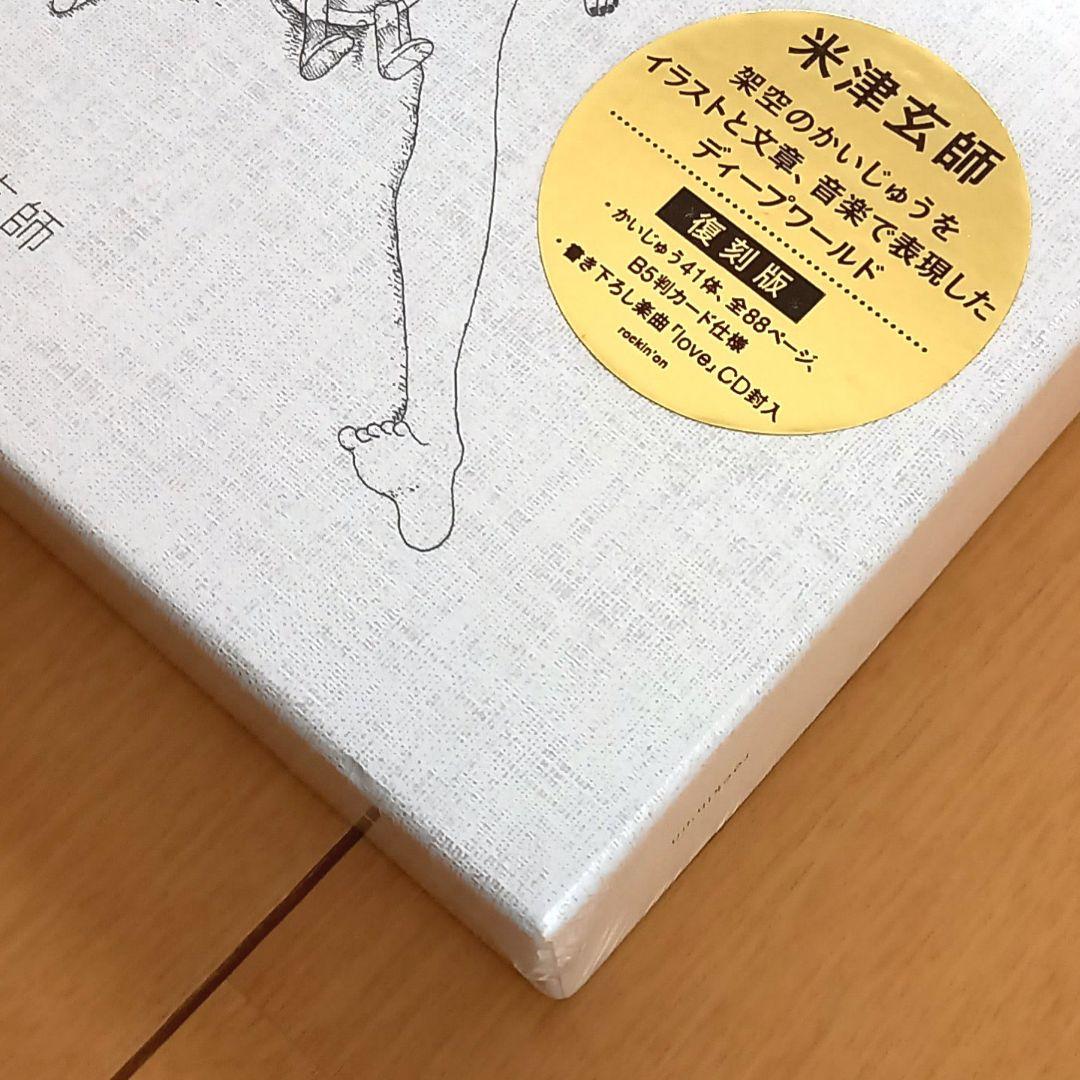 師
米津玄師
架空のかいじゅうを
イラストと文章、音楽で表現した
ディープワールド
復刻版
・かいじゅう41体、全88ページ、
B5判カード仕様
・書き下ろし楽曲「love」CD封入
rockin'on